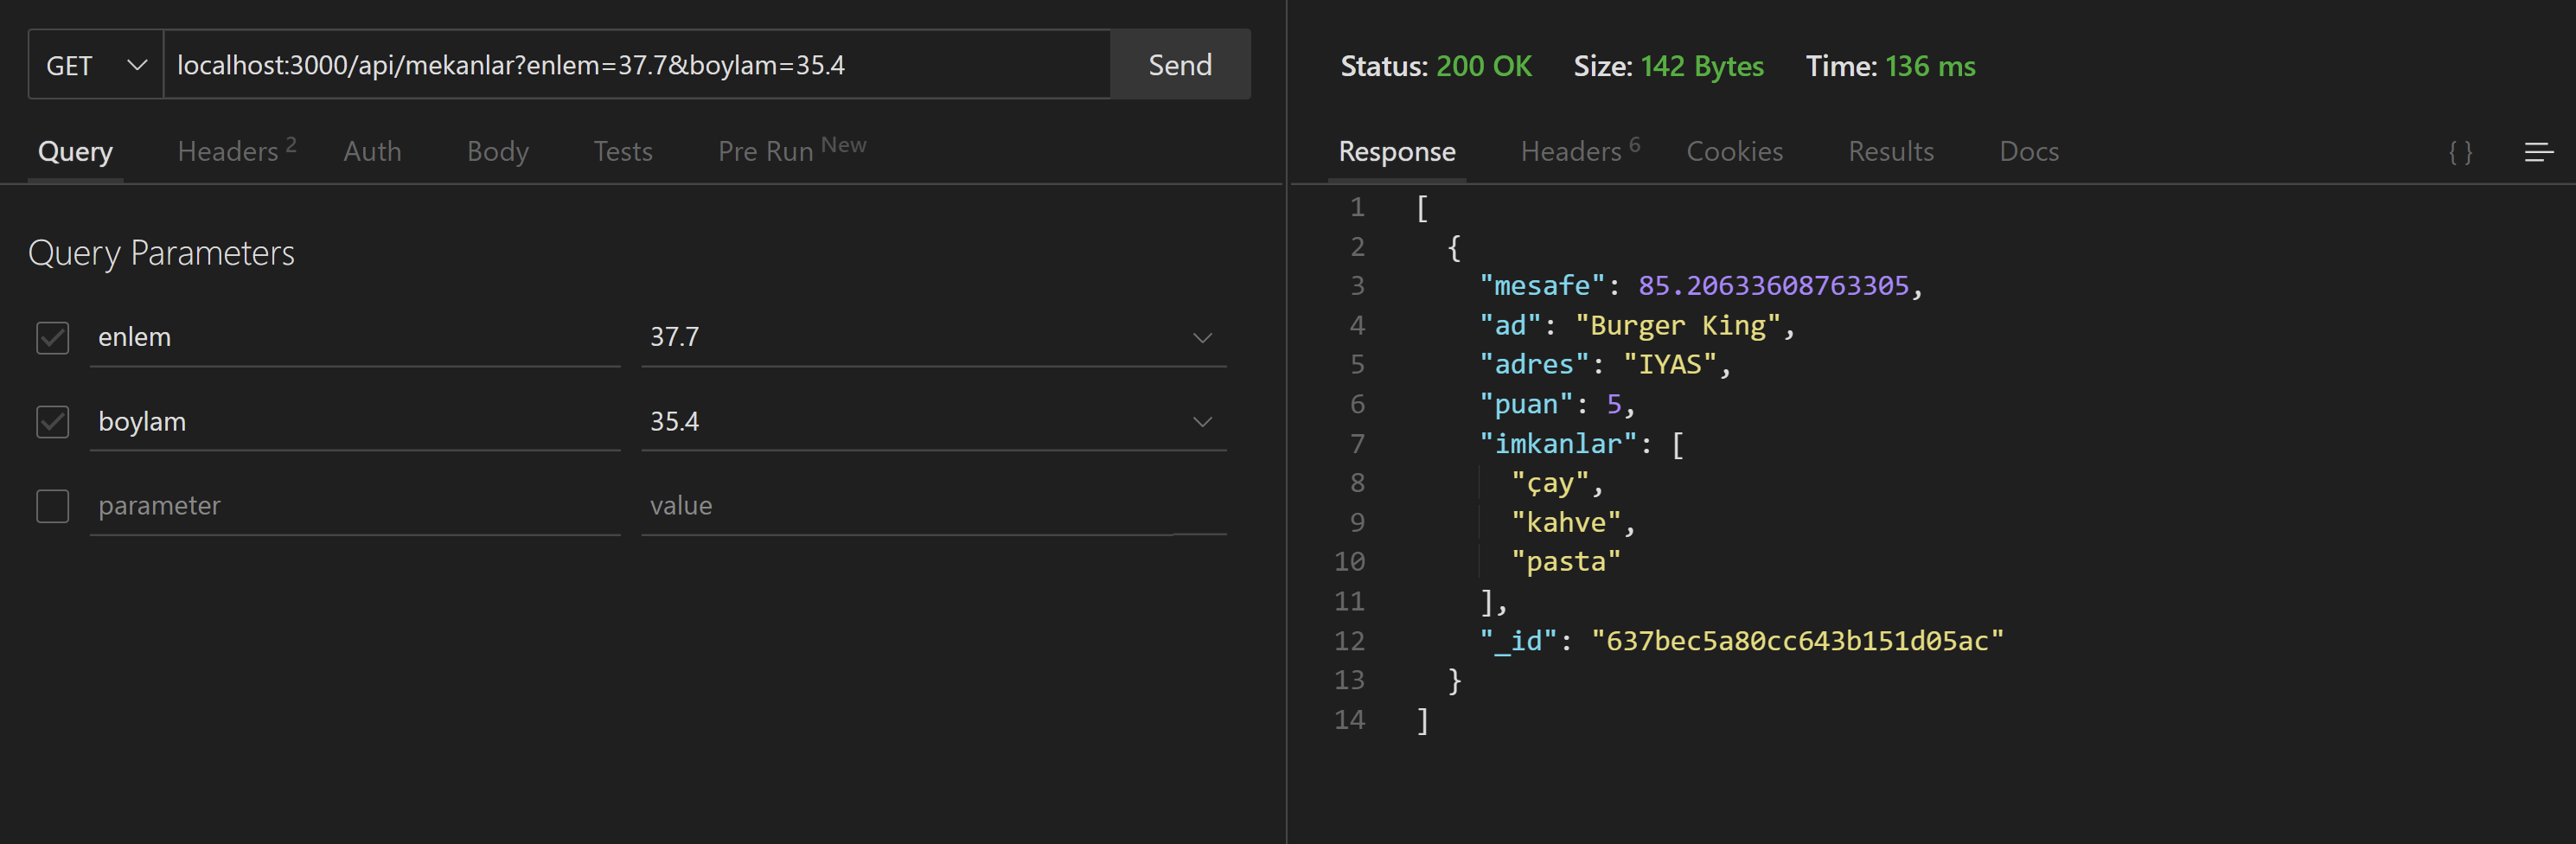 GET localhost:3000/api/mekanlar?enlem=37.7&boylam=35.4 Send
Query Headers 2 Auth Body Tests Pre Run New
Query Parameters
enlem 37.7
boylam 35.4
parameter value
Status: 200 OK Size: 142 Bytes Time: 136 ms
Response Headers 6 Cookies Results Docs { }
1 [
2 {
3 "mesafe": 85.20633608763305,
4 "ad": "Burger King",
5 "adres": "IYAS",
6 "puan": 5,
7 "imkanlar": [
8 "çay",
9 "kahve",
10 "pasta"
11 ],
12 "_id": "637bec5a80cc643b151d05ac"
13 }
14 ]